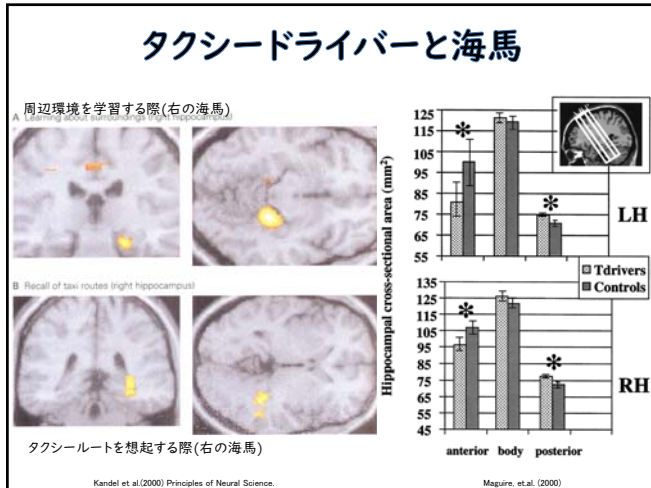 タクシードライバーと海馬
周辺環境を学習する際(右の海馬)
A Learning about surroundings (right hippocampus)
B Recall of taxi routes (right hippocampus)
タクシールートを想起する際(右の海馬)
Kandel et al.(2000) Principles of Neural Science.
Hippocampal cross-sectional area (mm²)
125
115
105
95
85
75
65
55
*
*
LH
Tdrivers
Controls
135
125
115
105
95
85
75
65
55
45
*
*
RH
anterior body posterior
Maguire, et.al. (2000)